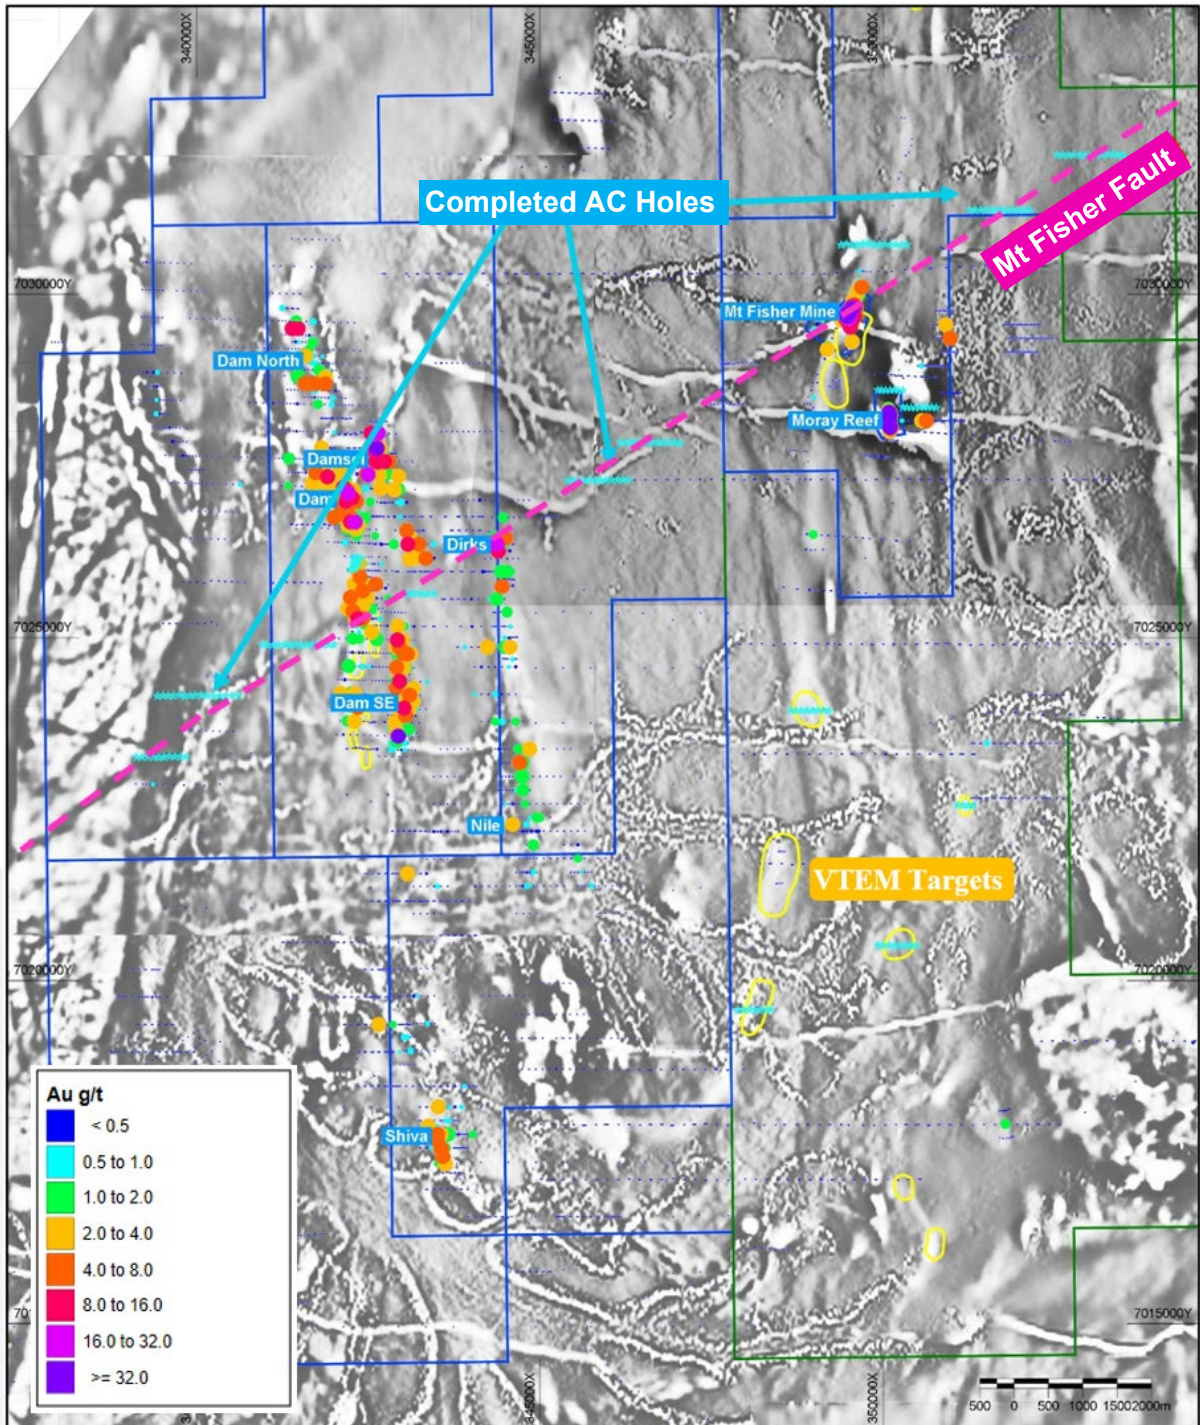 340000X
345000X
350000X
Completed AC Holes
Mt Fisher Fault
7030000Y
7030000Y
Mt Fisher Mine
Dam North
Moray Reef
Dam
Dirks
7025000Y
7025000Y
Dam SE
Nile
VTEM Targets
7020000Y
7020000Y
Au g/t
< 0.5
0.5 to 1.0
1.0 to 2.0
2.0 to 4.0
4.0 to 8.0
8.0 to 16.0
16.0 to 32.0
>= 32.0
Shiva
7015000Y
345000X
350000X
500 0 500 1000 1500 2000m